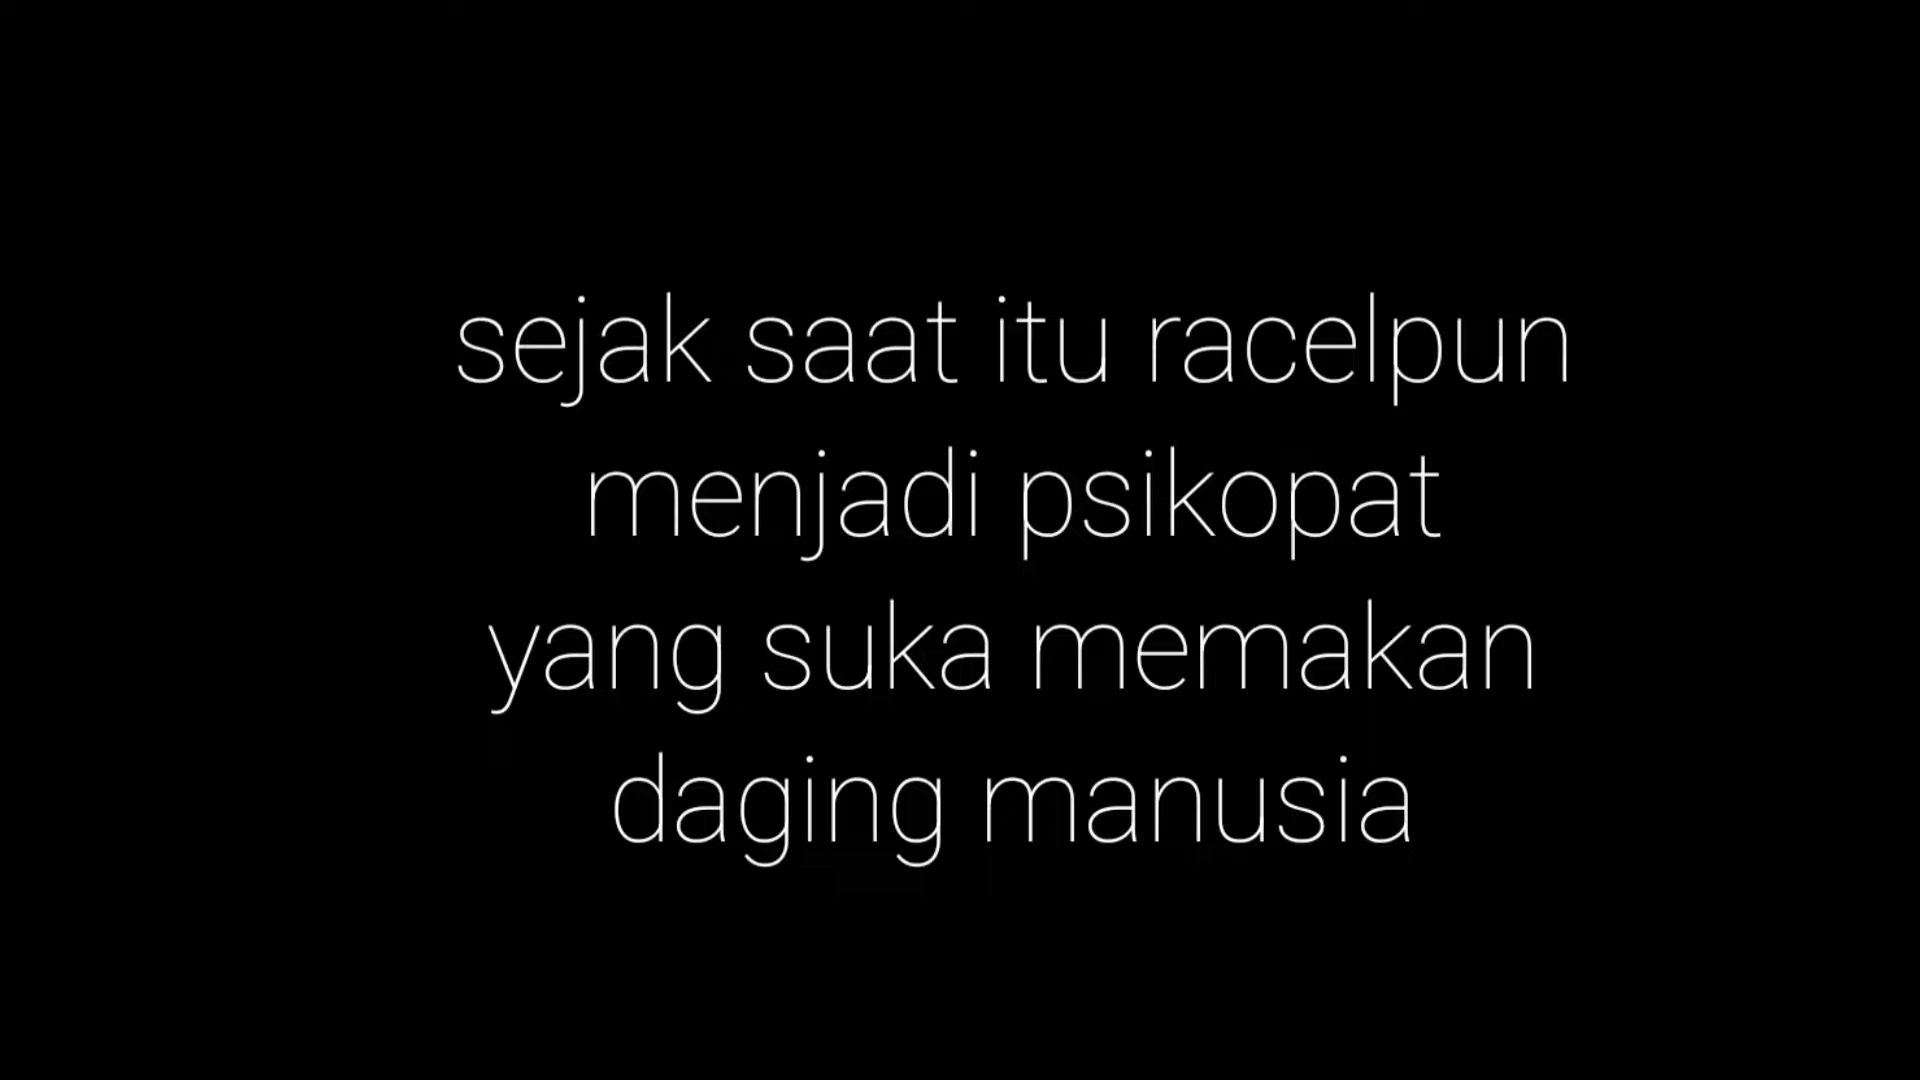 sejak saat itu racelpun
menjadi psikopat
yang suka memakan
daging manusia